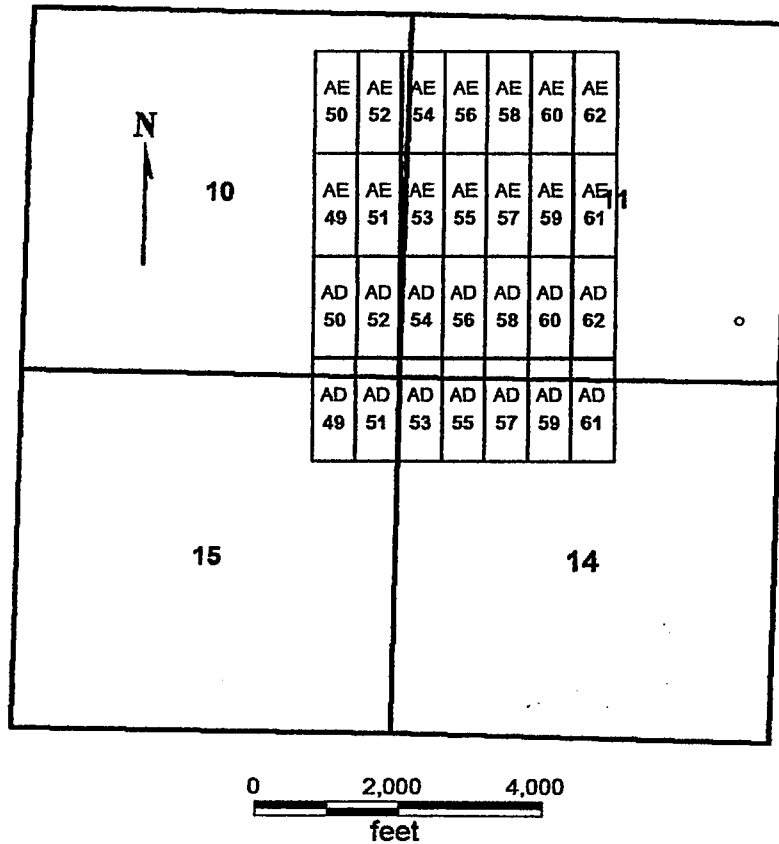 AE AE AE AE AE AE AE
50 52 54 56 58 60 62
N
10
AE AE AE AE AE AE AE
49 51 53 55 57 59 61
11
AD AD AD AD AD AD AD
50 52 54 56 58 60 62
AD AD AD AD AD AD AD
49 51 53 55 57 59 61
15
14
0 2,000 4,000
feet